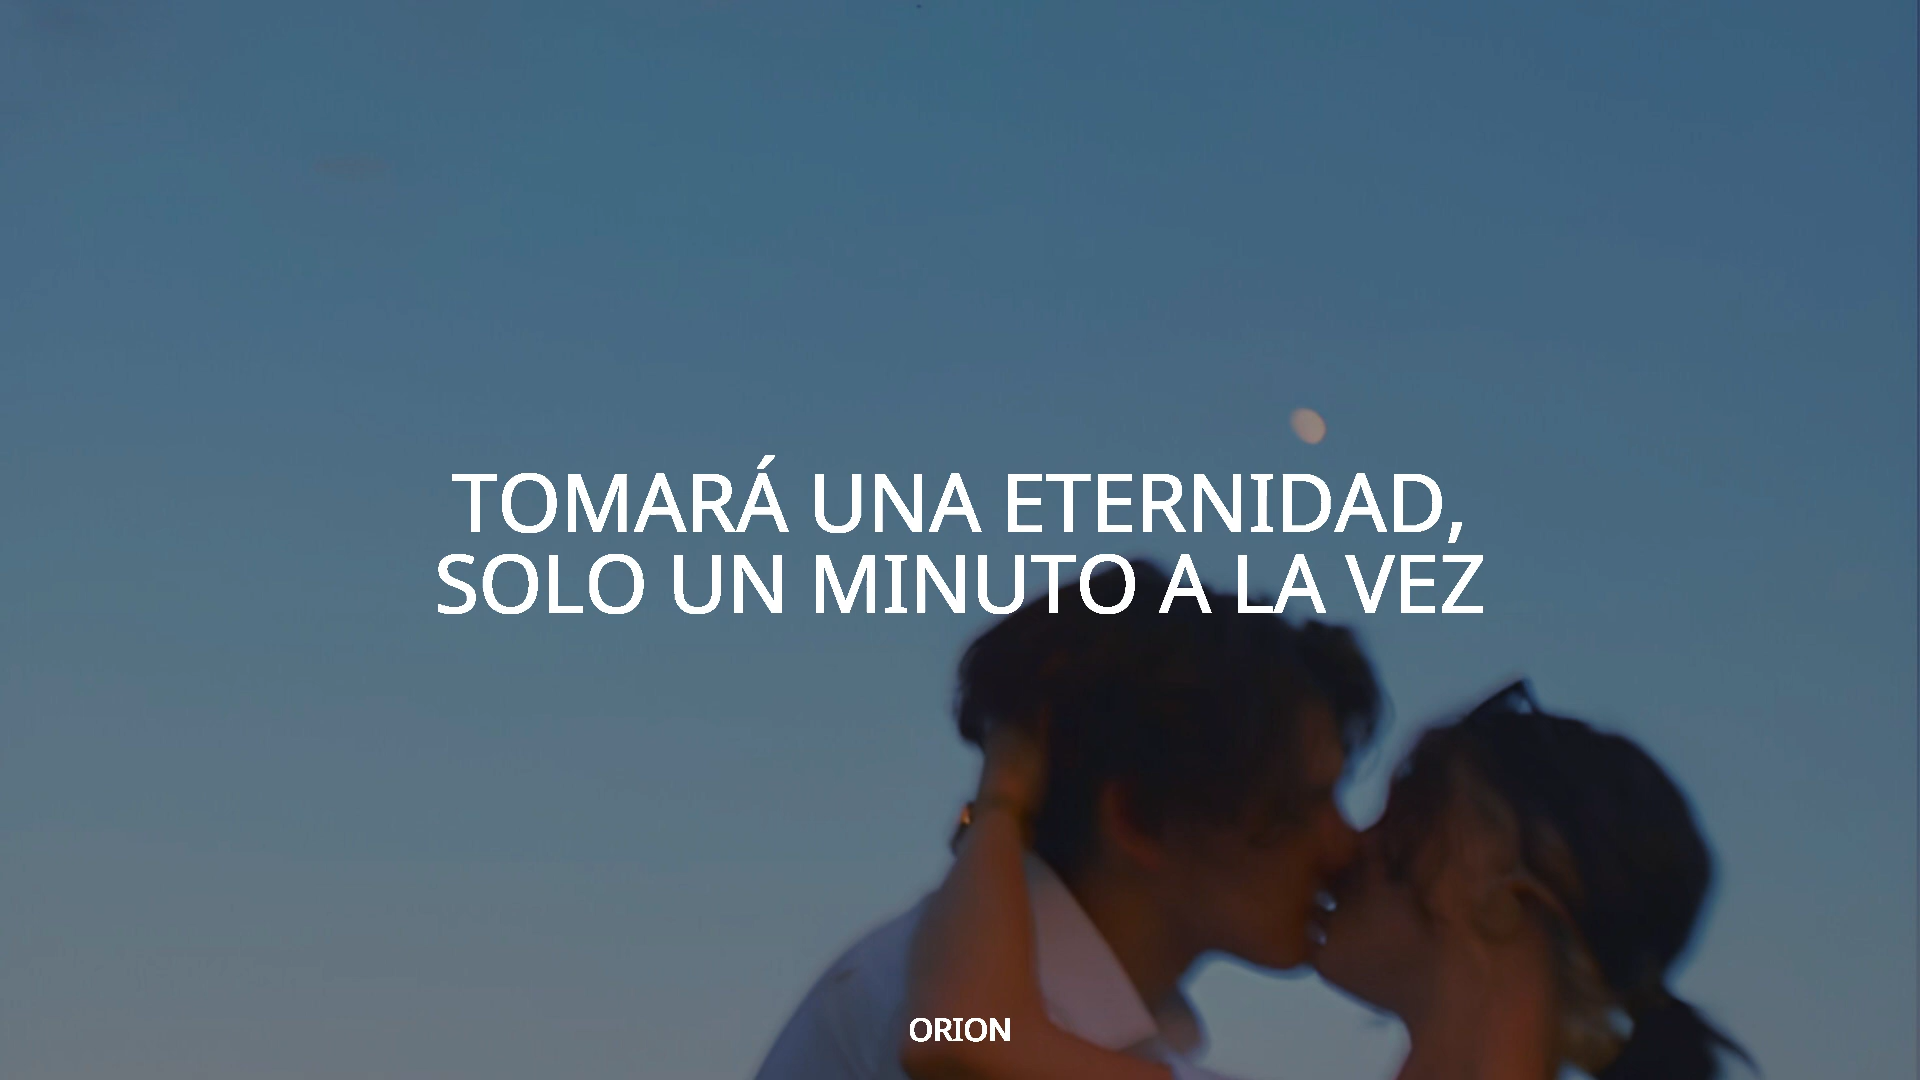 TOMARÁ UNA ETERNIDAD,
SOLO UN MINUTO A LA VEZ
ORION